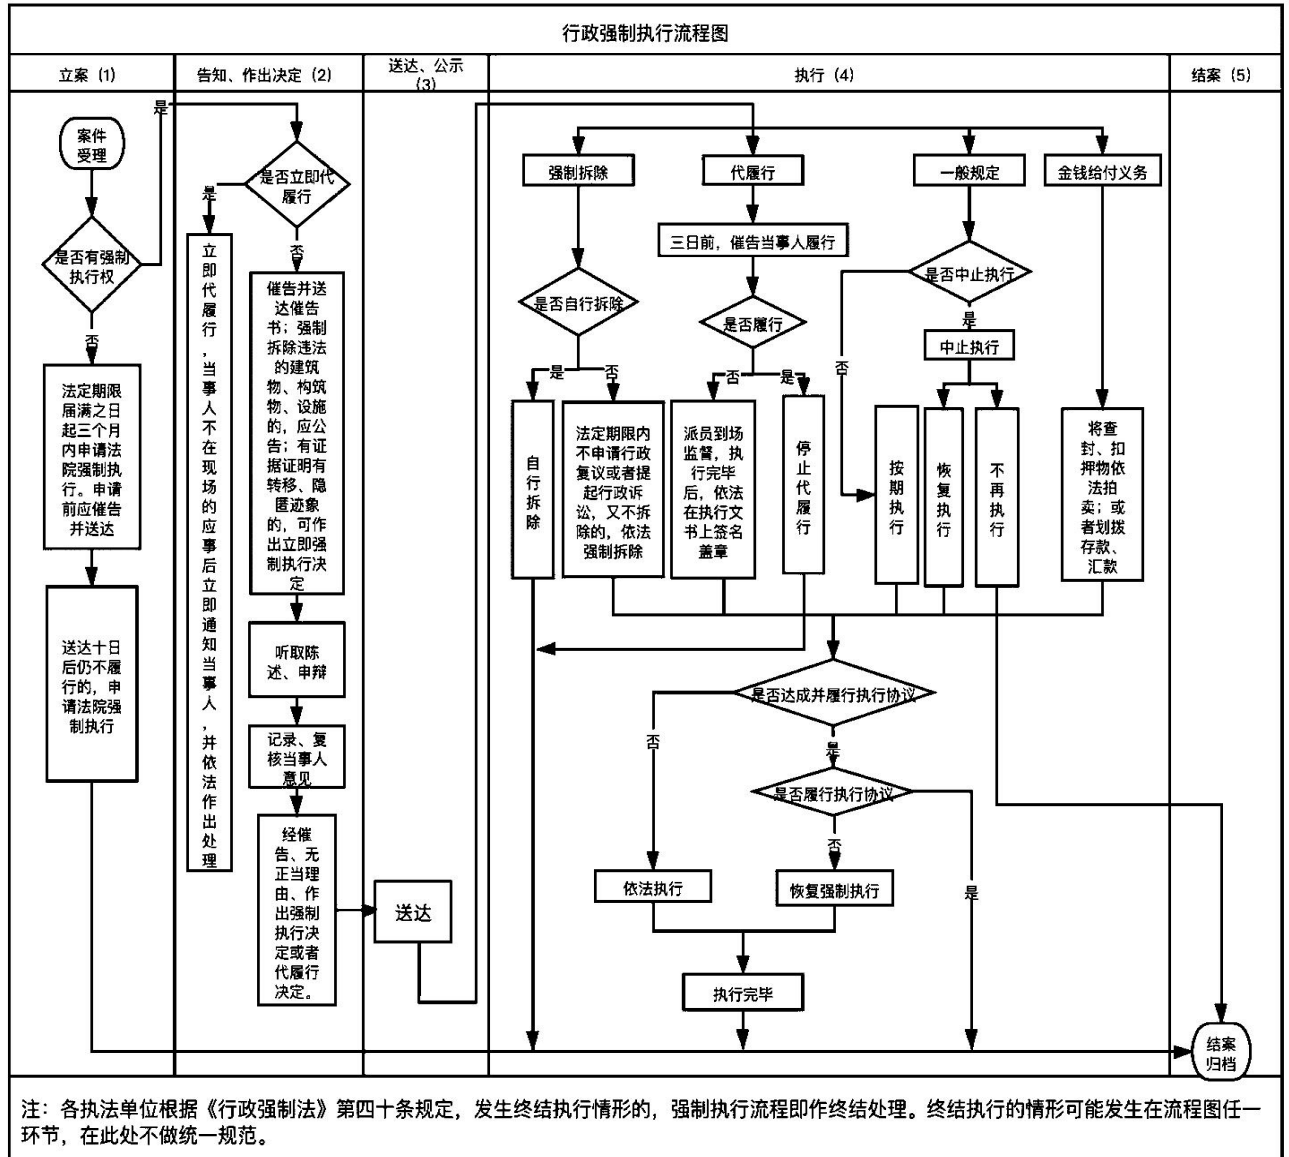 行政强制执行流程图
立案（1）
告知、作出决定（2）
送达、公示
（3）
执行（4）
结案（5）
案件
受理
是否有强制
执行权
是
否
法定期限
届满之日
起三个月
内申请法
院强制执
行。申请
前应催告
并送达
送达十日
后仍不履
行的，申
请法院强
制执行
是否立即代
履行
是
否
立即代履行，当事人不在现场的应事后立即通知当事人，并依法作出处理
催告并送
达催告
书；强制
拆除违法
的建筑
物、构筑
物、设施
的，应公
告；有证
据证明有
转移、隐
匿迹象
的，可作
出立即强
制执行决
定
听取陈
述、申辩
记录、复
核当事人
意见
经催
告、无
正当理
由、作
出强制
执行决
定或者
代履行
决定。
送达
强制拆除
是否自行拆除
是
否
自行拆除
法定期限内
不申请行政
复议或者提
起行政诉
讼，又不拆
除的，依法
强制拆除
代履行
三日前，催告当事人履行
是否履行
否
是
派员到场
监督，执
行完毕
后，依法
在执行文
书上签名
盖章
停止代履行
一般规定
是否中止执行
是
否
中止执行
按期执行
恢复执行
不再执行
金钱给付义务
将查
封、扣
押物依
法拍
卖；或
者划拨
存款、
汇款
是否达成并履行执行协议
否
是
是否履行执行协议
否
是
依法执行
恢复强制执行
执行完毕
结案
归档
注：各执法单位根据《行政强制法》第四十条规定，发生终结执行情形的，强制执行流程即作终结处理。终结执行的情形可能发生在流程图任一
环节，在此处不做统一规范。